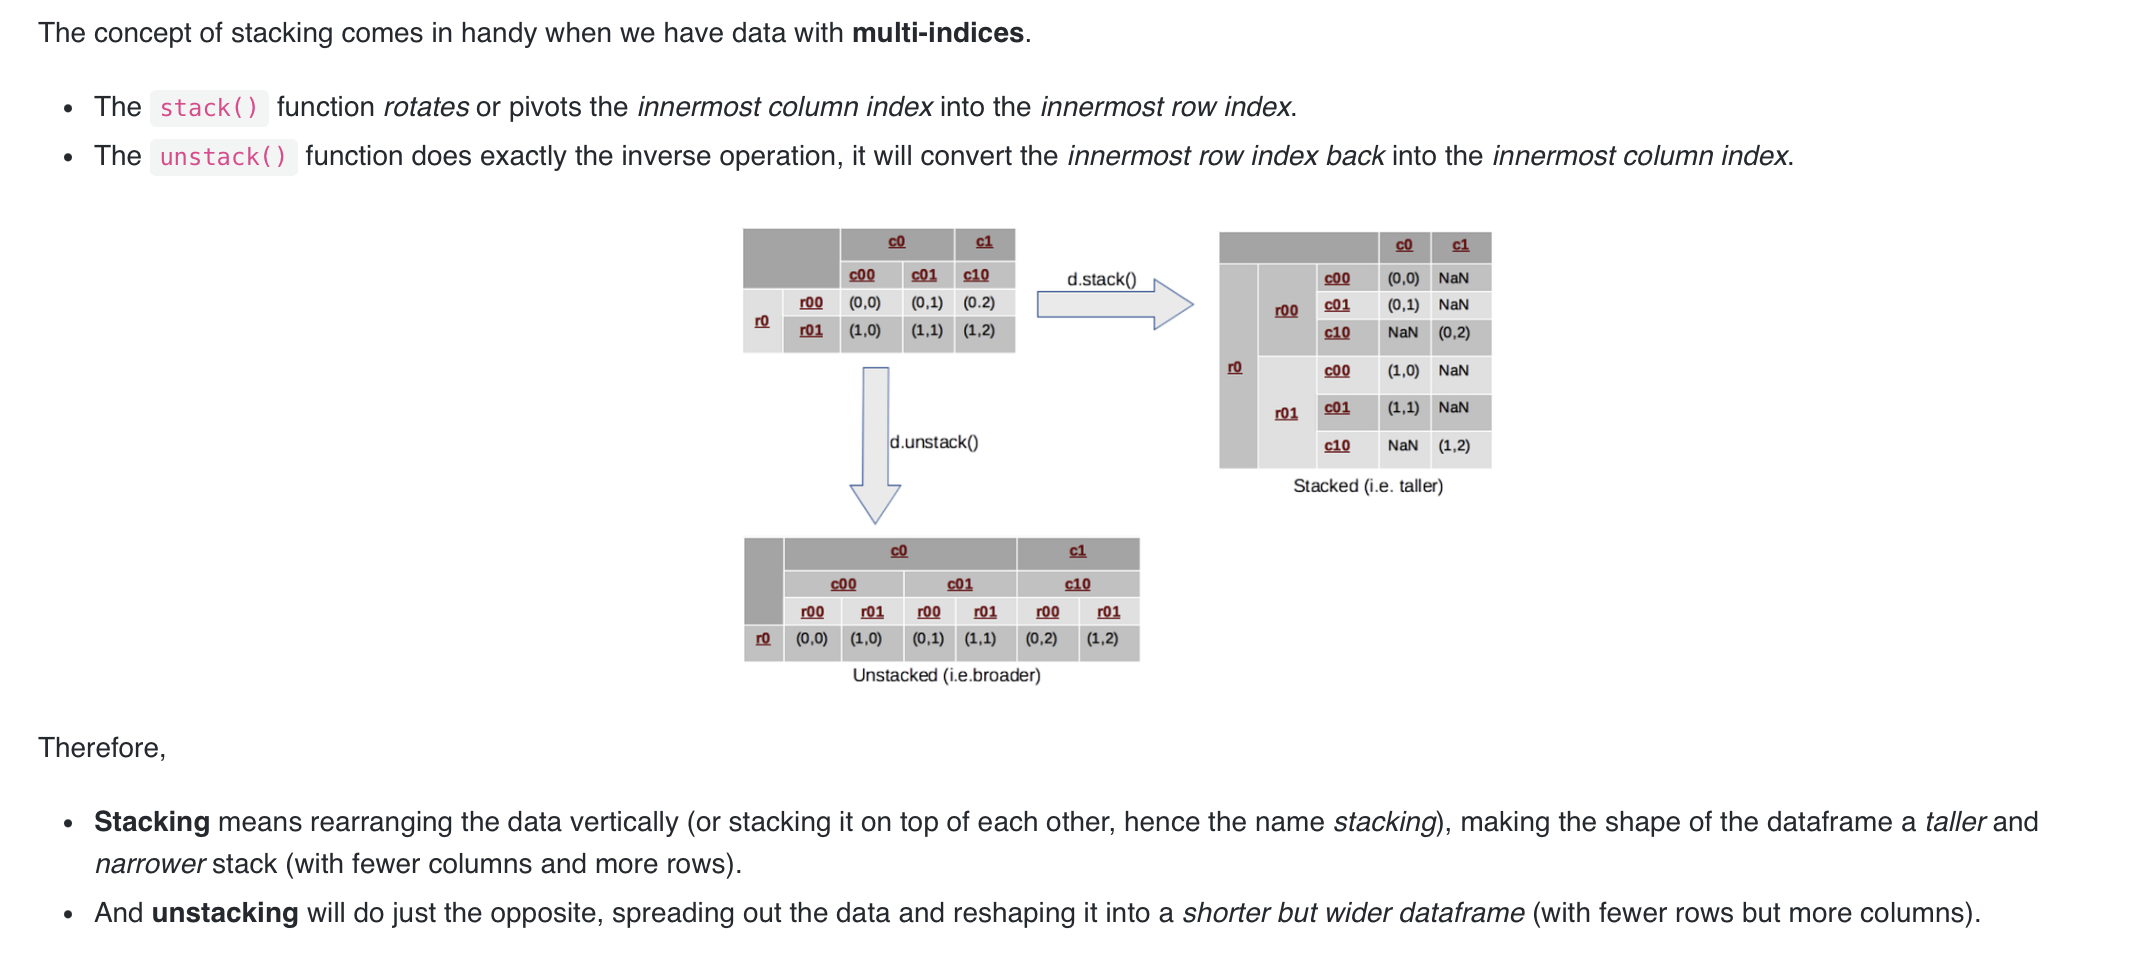 The concept of stacking comes in handy when we have data with multi-indices.
The stack() function rotates or pivots the innermost column index into the innermost row index.
The unstack() function does exactly the inverse operation, it will convert the innermost row index back into the innermost column index.
c0 c1
c00 c01 c10
r0
r00 (0,0) (0,1) (0.2)
r01 (1,0) (1,1) (1,2)
d.stack()
c0 c1
r0
r00
c00 (0,0) NaN
c01 (0,1) NaN
c10 NaN (0,2)
r01
c00 (1,0) NaN
c01 (1,1) NaN
c10 NaN (1,2)
Stacked (i.e. taller)
d.unstack()
c0 c1
c00 c01 c10
r00 r01 r00 r01 r00 r01
r0 (0,0) (1,0) (0,1) (1,1) (0,2) (1,2)
Unstacked (i.e.broader)
Therefore,
Stacking means rearranging the data vertically (or stacking it on top of each other, hence the name stacking), making the shape of the dataframe a taller and
narrower stack (with fewer columns and more rows).
And unstacking will do just the opposite, spreading out the data and reshaping it into a shorter but wider dataframe (with fewer rows but more columns).